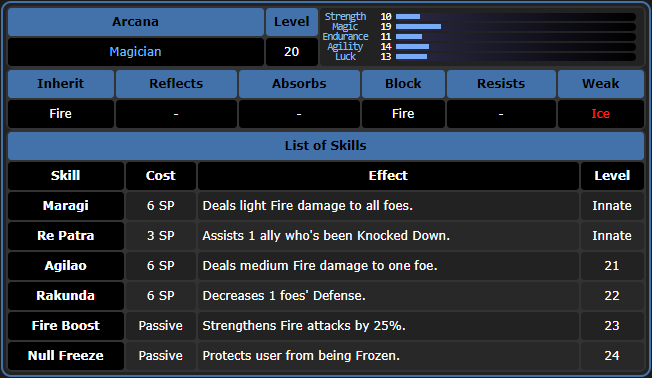 Arcana Level
Magician 20
Strength 10
Magic 19
Endurance 11
Agility 14
Luck 13
Inherit Reflects Absorbs Block Resists Weak
Fire - - Fire - Ice
List of Skills
Skill Cost Effect Level
Maragi 6 SP Deals light Fire damage to all foes. Innate
Re Patra 3 SP Assists 1 ally who's been Knocked Down. Innate
Agilao 6 SP Deals medium Fire damage to one foe. 21
Rakunda 6 SP Decreases 1 foes' Defense. 22
Fire Boost Passive Strengthens Fire attacks by 25%. 23
Null Freeze Passive Protects user from being Frozen. 24